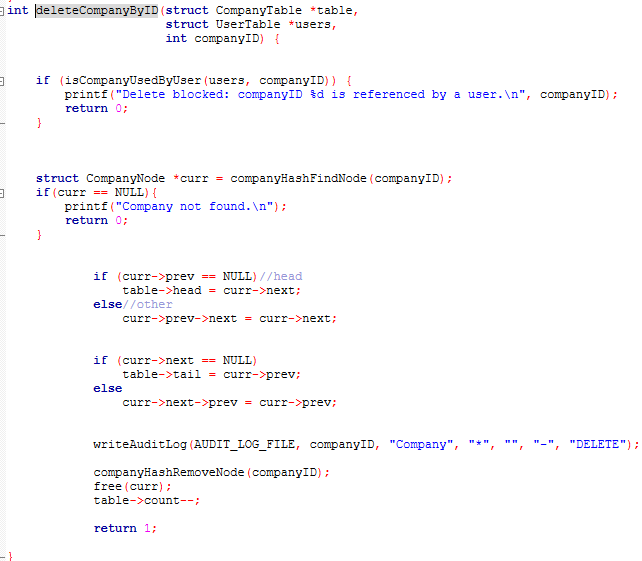 int deleteCompanyByID(struct CompanyTable *table,
struct UserTable *users,
int companyID) {
if (isCompanyUsedByUser(users, companyID)) {
printf("Delete blocked: companyID %d is referenced by a user.\n", companyID);
return 0;
}
struct CompanyNode *curr = companyHashFindNode(companyID);
if(curr == NULL){
printf("Company not found.\n");
return 0;
}
if (curr->prev == NULL)//head
table->head = curr->next;
else//other
curr->prev->next = curr->next;
if (curr->next == NULL)
table->tail = curr->prev;
else
curr->next->prev = curr->prev;
writeAuditLog(AUDIT_LOG_FILE, companyID, "Company", "*", "", "-", "DELETE");
companyHashRemoveNode(companyID);
free(curr);
table->count--;
return 1;
}